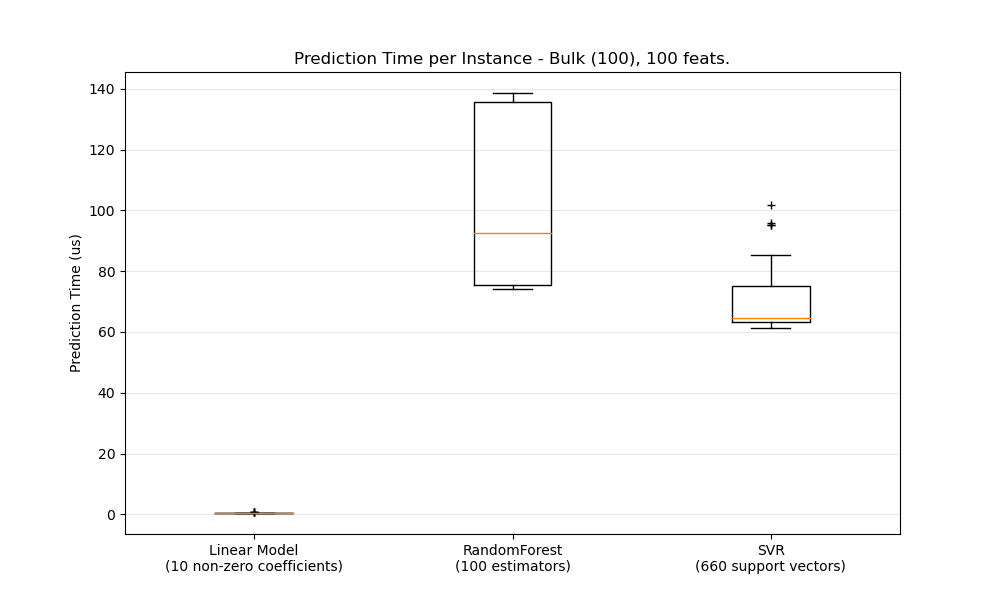 Prediction Time per Instance - Bulk (100), 100 feats.
Prediction Time (us)
140
120
100
80
60
40
20
0
Linear Model
(10 non-zero coefficients)
RandomForest
(100 estimators)
SVR
(660 support vectors)